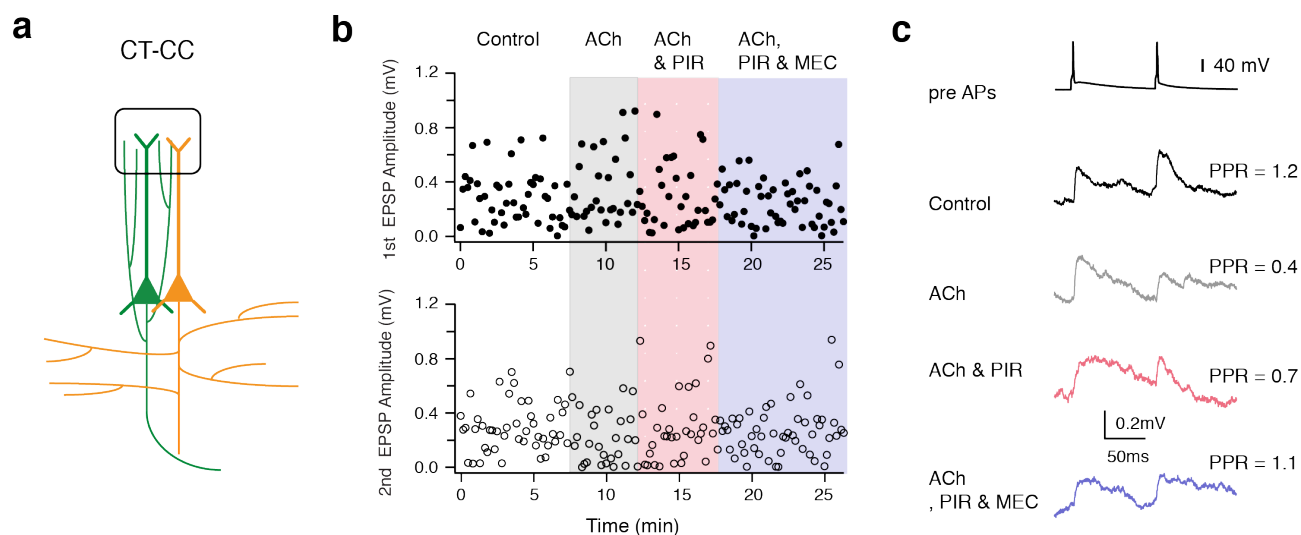 a
CT-CC
b
Control
ACh
ACh
& PIR
ACh,
PIR & MEC
1st EPSP Amplitude (mV)
1.2
0.8
0.4
0.0
0
5
10
15
20
25
2nd EPSP Amplitude (mV)
1.2
0.8
0.4
0.0
0
5
10
15
20
25
Time (min)
c
pre APs
40 mV
Control
PPR = 1.2
ACh
PPR = 0.4
ACh & PIR
PPR = 0.7
0.2mV
50ms
ACh
, PIR & MEC
PPR = 1.1